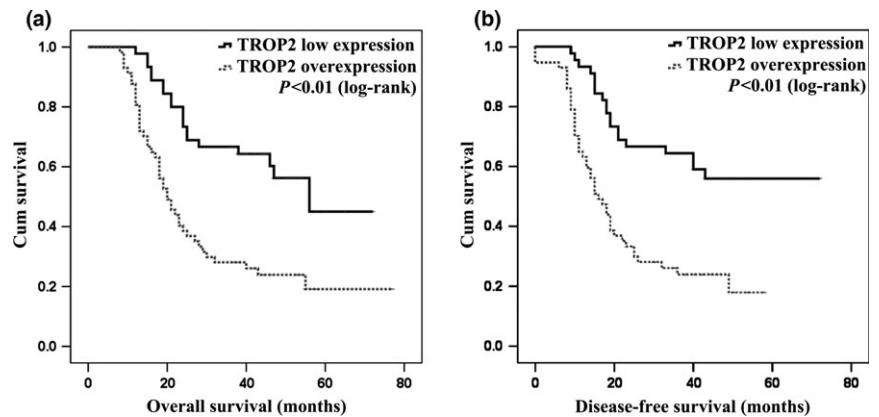 (a)
TROP2 low expression
TROP2 overexpression
P<0.01 (log-rank)
Cum survival
1.0
0.8
0.6
0.4
0.2
0.0
0 20 40 60 80
Overall survival (months)
(b)
TROP2 low expression
TROP2 overexpression
P<0.01 (log-rank)
Cum survival
1.0
0.8
0.6
0.4
0.2
0.0
0 20 40 60 80
Disease-free survival (months)